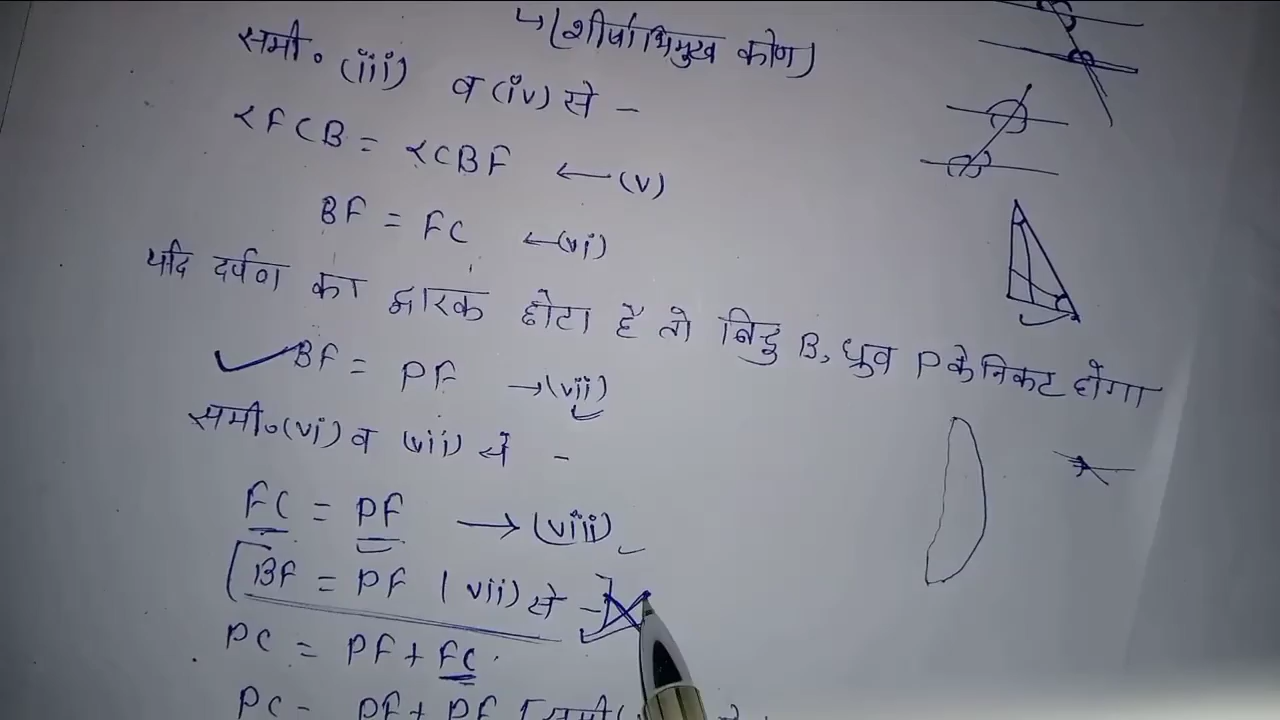 ↳ (शीर्षाभिमुख कोण)
समी० (iii) व (iv) से -
∠FCB = ∠CBF ← (v)
BF = FC ← (vi)
यदि दर्पण का द्वारक छोटा है तो बिंदु B, ध्रुव P के निकट होगा
✓ BF = PF → (vii)
समी० (vi) व (vii) से -
FC = PF → (viii)
[BF = PF (vii) से -]
PC = PF + FC
PC = PF + PF [समी